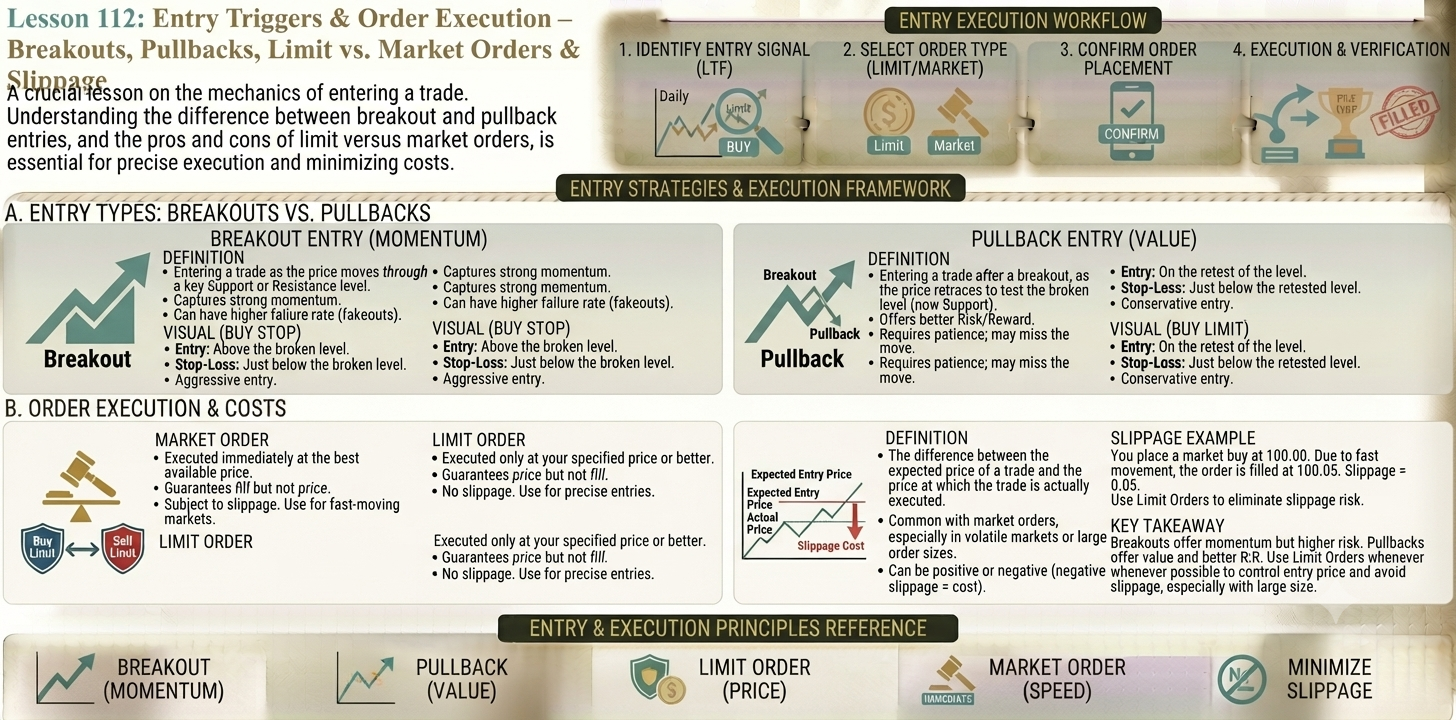 Lesson 112: Entry Triggers & Order Execution –
Breakouts, Pullbacks, Limit vs. Market Orders &
Slippage
A crucial lesson on the mechanics of entering a trade.
Understanding the difference between breakout and pullback
entries, and the pros and cons of limit versus market orders, is
essential for precise execution and minimizing costs.
ENTRY EXECUTION WORKFLOW
1. IDENTIFY ENTRY SIGNAL
(LTF)
Daily
Limit
BUY
2. SELECT ORDER TYPE
(LIMIT/MARKET)
Limit
Market
3. CONFIRM ORDER
PLACEMENT
CONFIRM
4. EXECUTION & VERIFICATION
FILLED
ENTRY STRATEGIES & EXECUTION FRAMEWORK
A. ENTRY TYPES: BREAKOUTS VS. PULLBACKS
BREAKOUT ENTRY (MOMENTUM)
Breakout
DEFINITION
• Entering a trade as the price moves through
a key Support or Resistance level.
• Captures strong momentum.
• Can have higher faliure rate (fakeouts).
VISUAL (BUY STOP)
• Entry: Above the broken level.
• Stop-Loss: Just below the broken level.
• Aggressive entry.
• Captures strong momentum.
• Captures strong momentum.
• Can have higher failure rate (fakeouts).
VISUAL (BUY STOP)
• Entry: Above the broken level.
• Stop-Loss: Just below the broken level.
• Aggressive entry.
PULLBACK ENTRY (VALUE)
Breakout
Pullback
Pullback
DEFINITION
• Entering a trade after a breakout, as
the price retraces to test the broken
level (now Support).
• Offers better Risk/Reward.
• Requires patience; may miss the
move.
• Requires patience; may miss the
move.
• Entry: On the retest of the level.
• Stop-Loss: Just below the retested level.
• Conservative entry.
VISUAL (BUY LIMIT)
• Entry: On the retest of the level.
• Stop-Loss: Just below the retested level.
• Conservative entry.
B. ORDER EXECUTION & COSTS
Buy
Limut
Sell
Linut
MARKET ORDER
• Executed immediately at the best
available price.
• Guarantees fill but not price.
• Subject to slippage. Use for fast-moving
markets.
LIMIT ORDER
LIMIT ORDER
• Executed only at your specified price or better.
• Guarantees price but not fill.
• No slippage. Use for precise entries.
Executed only at your specified price or better.
• Guarantees price but not fill.
• No slippage. Use for precise entries.
Expected Entry Price
Expected Entry
Price
Actoal
Price
Slippage Cost
DEFINITION
• The difference between the
expected price of a trade and the
price at which the trade is actually
executed.
• Common with market orders,
especially in volatile markets or large
order sizes.
• Can be positive or negative (negative
slippage = cost).
SLIPPAGE EXAMPLE
You place a market buy at 100.00. Due to fast
movement, the order is filled at 100.05. Slippage =
0.05.
Use Limit Orders to eliminate slippage risk.
KEY TAKEAWAY
Breakouts offer momentum but higher risk. Pullbacks
offer value and better R:R. Use Limit Orders whenever
whenever possible to control entry price and avoid
slippage, especially with large size.
ENTRY & EXECUTION PRINCIPLES REFERENCE
BREAKOUT
(MOMENTUM)
PULLBACK
(VALUE)
LIMIT ORDER
(PRICE)
MARKET ORDER
(SPEED)
MINIMIZE
SLIPPAGE